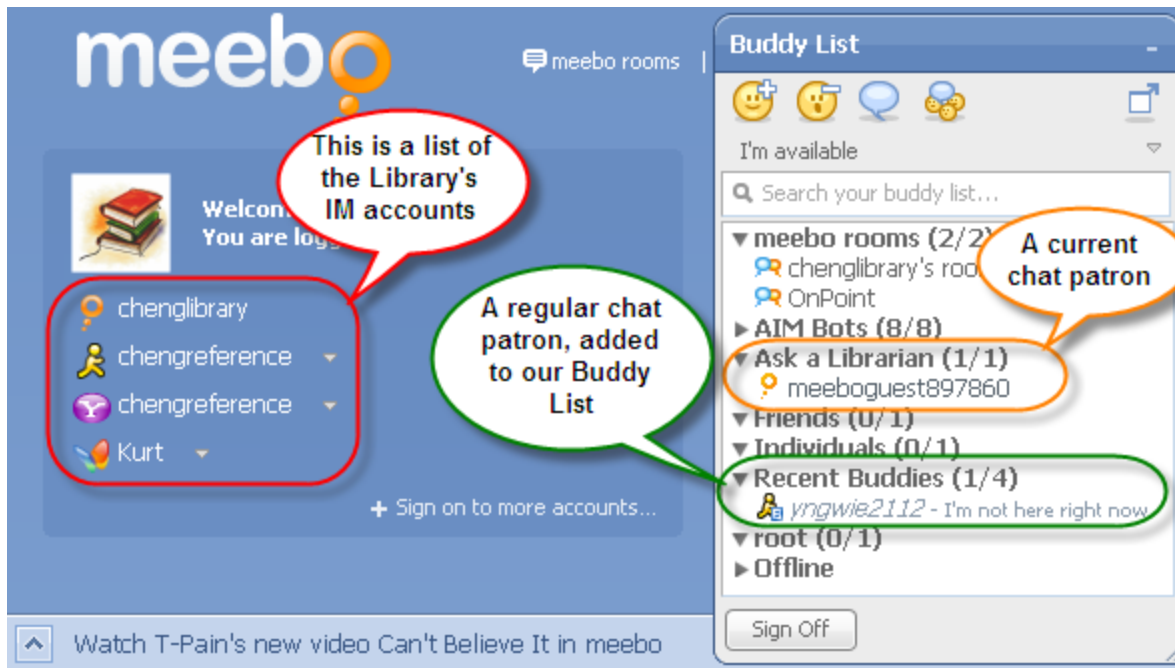 meebo
meebo rooms |
This is a list of
the Library's
IM accounts
Welcom
You are logg
chenglibrary
chengreference
chengreference
Kurt
+ Sign on to more accounts...
A regular chat
patron, added
to our Buddy
List
Buddy List
I'm available
Search your buddy list...
meebo rooms (2/2)
chenglibrary's roo
OnPoint
A current
chat patron
AIM Bots (8/8)
Ask a Librarian (1/1)
meeboguest897860
Friends (0/1)
Individuals (0/1)
Recent Buddies (1/4)
yngwie2112 - I'm not here right now
root (0/1)
Offline
Sign Off
Watch T-Pain's new video Can't Believe It in meebo